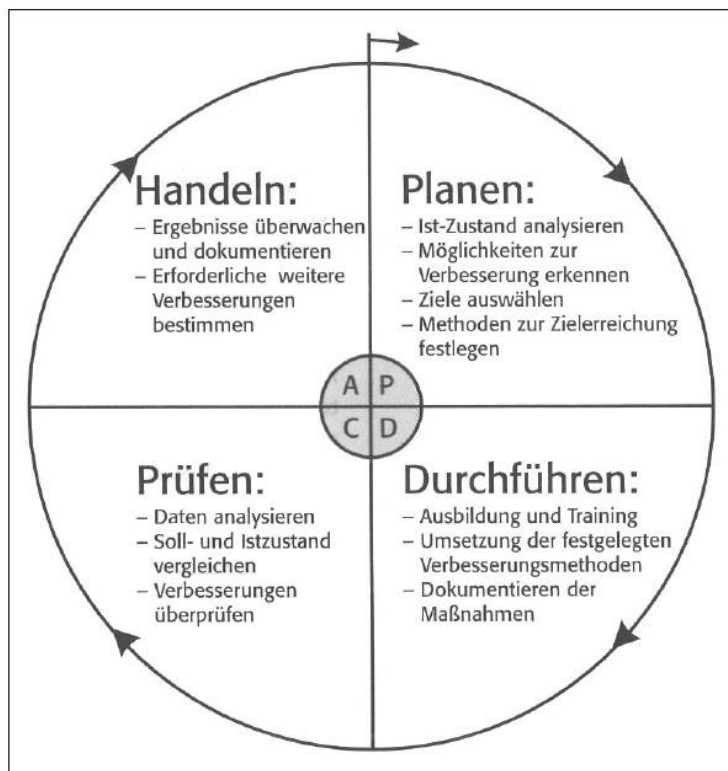 Handeln:
– Ergebnisse überwachen
und dokumentieren
– Erforderliche weitere
Verbesserungen
bestimmen
Planen:
– Ist-Zustand analysieren
– Möglichkeiten zur
Verbesserung erkennen
– Ziele auswählen
– Methoden zur Zielerreichung
festlegen
A P
C D
Prüfen:
– Daten analysieren
– Soll- und Istzustand
vergleichen
– Verbesserungen
überprüfen
Durchführen:
– Ausbildung und Training
– Umsetzung der festgelegten
Verbesserungsmethoden
– Dokumentieren der
Maßnahmen